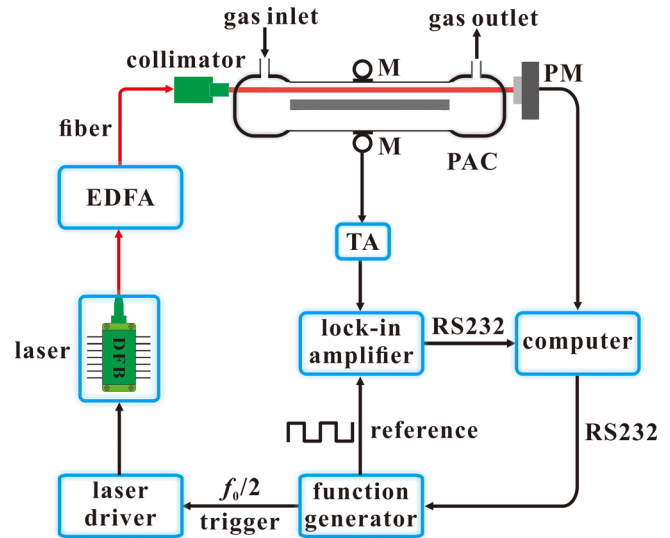 gas inlet
gas outlet
collimator
M
PM
fiber
M
PAC
EDFA
TA
laser
DFB
lock-in
amplifier
RS232
computer
reference
RS232
laser
driver
f₀/2
trigger
function
generator